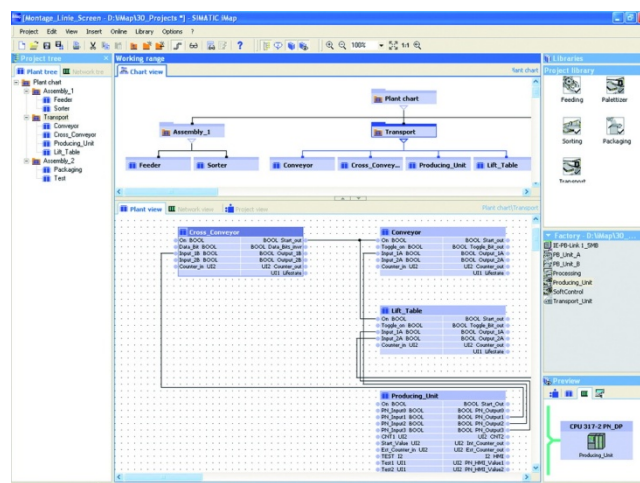 Montage_Linie_Screen - D:\iMap\3D_Projects *] - SIMATIC iMap
Project Edit View Insert Online Library Options ?
100%
1:1
Project tree
Plant tree
Plant chart
Assembly_1
Feeder
Sorter
Transport
Conveyor
Cross_Conveyor
Producing_Unit
Lift_Table
Assembly_2
Packaging
Test
Working range
Chart view
Plant chart
Plant chart
Assembly_1
Transport
Feeder
Sorter
Conveyor
Cross_Convey...
Producing_Unit
Lift_Table
Plant view
Network view
Project view
Plant chart\Transport
Cross_Conveyor
On BOOL BOOL Start_out
Data_Bit BOOL BOOL Data_Bits_invr
Input_1B BOOL BOOL Output_1B
Input_2B BOOL BOOL Output_2B
Counter_in UI2 UI2 Counter_out
UI1 Lifestate
Conveyor
On BOOL BOOL Start_out
Toggle_on BOOL BOOL Toggle_Bit_out
Input_1A BOOL BOOL Output_1A
Input_2A BOOL BOOL Output_2A
Counter_in UI2 UI2 Counter_out
UI1 Lifestate
Lift_Table
On BOOL BOOL Start_out
Toggle_on BOOL BOOL Toggle_Bit_out
Input_1A BOOL BOOL Output_1A
Input_2A BOOL BOOL Output_2A
Counter_in UI2 UI2 Counter_out
UI1 Lifestate
Producing_Unit
On BOOL BOOL Start_Out
PN_Input0 BOOL BOOL PN_Output0
PN_Input1 BOOL BOOL PN_Output1
PN_Input2 BOOL BOOL PN_Output2
PN_Input3 BOOL BOOL PN_Output3
CNT1 UI2 UI2 CNT2
Start_Value UI2 UI2 Int_Counter_out
Ext_Counter_in UI2 UI2 Ext_Counter_out
TEST I2 I2 HMI
Test1 UI1 UI2 PN_HMI_Value1
Test2 UI1 UI2 PN_HMI_Value2
Libraries
Project library
Feeding
Palettizer
Sorting
Packaging
Transport
Factory - D:\iMap\3D_...
IE-PB-Link 1_SMB
PB_Unit_A
PB_Unit_B
Processing
Producing_Unit
SoftControl
Transport_Unit
Preview
CPU 317-2 PN_DP
Producing_Unit